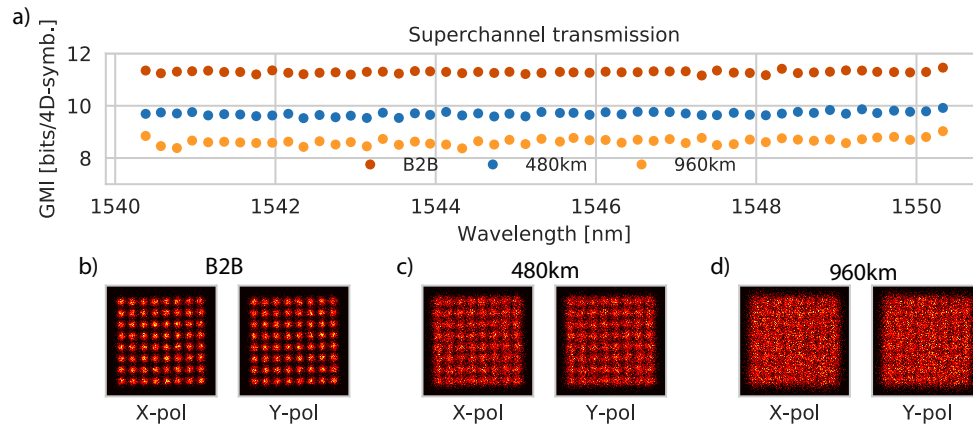 a)
Superchannel transmission
GMI [bits/4D-symb.]
12
10
8
B2B 480km 960km
1540 1542 1544 1546 1548 1550
Wavelength [nm]
b) B2B c) 480km d) 960km
X-pol Y-pol X-pol Y-pol X-pol Y-pol